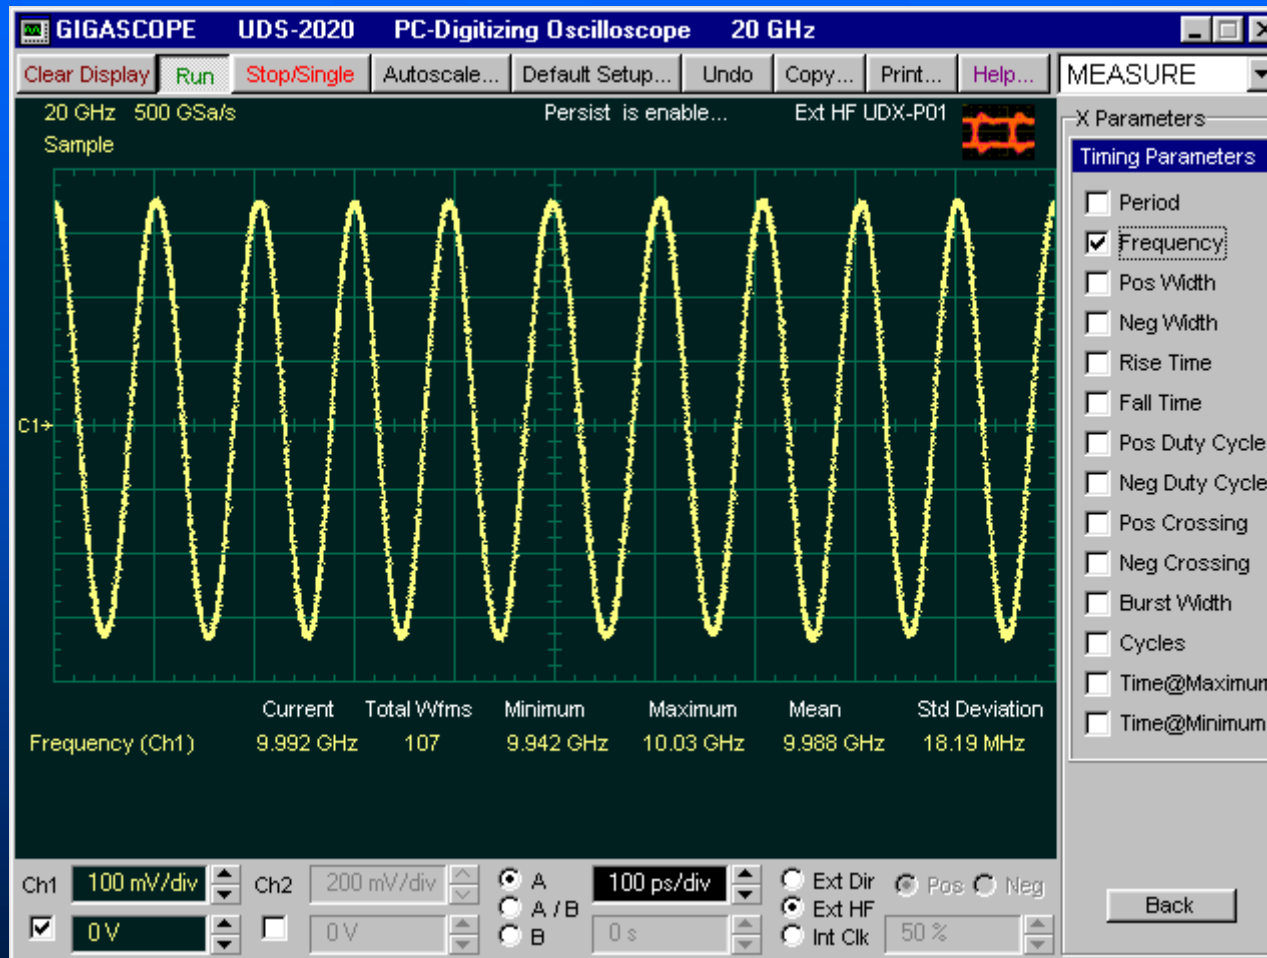 GIGASCOPE UDS-2020 PC-Digitizing Oscilloscope 20 GHz
Clear Display Run Stop/Single Autoscale... Default Setup... Undo Copy... Print... Help... MEASURE
20 GHz 500 GSa/s Persist is enable... Ext HF UDX-P01
Sample
X Parameters
Timing Parameters
Period
Frequency
Pos Width
Neg Width
Rise Time
Fall Time
C1
Pos Duty Cycle
Neg Duty Cycle
Pos Crossing
Neg Crossing
Burst Width
Cycles
Time@Maximum
Time@Minimum
Current Total Wfms Minimum Maximum Mean Std Deviation
Frequency (Ch1) 9.992 GHz 107 9.942 GHz 10.03 GHz 9.988 GHz 18.19 MHz
Ch1 100 mV/div Ch2 200 mV/div A 100 ps/div Ext Dir Pos Neg
A / B Ext HF
0 V 0 V B 0 s Int Clk 50 %
Back